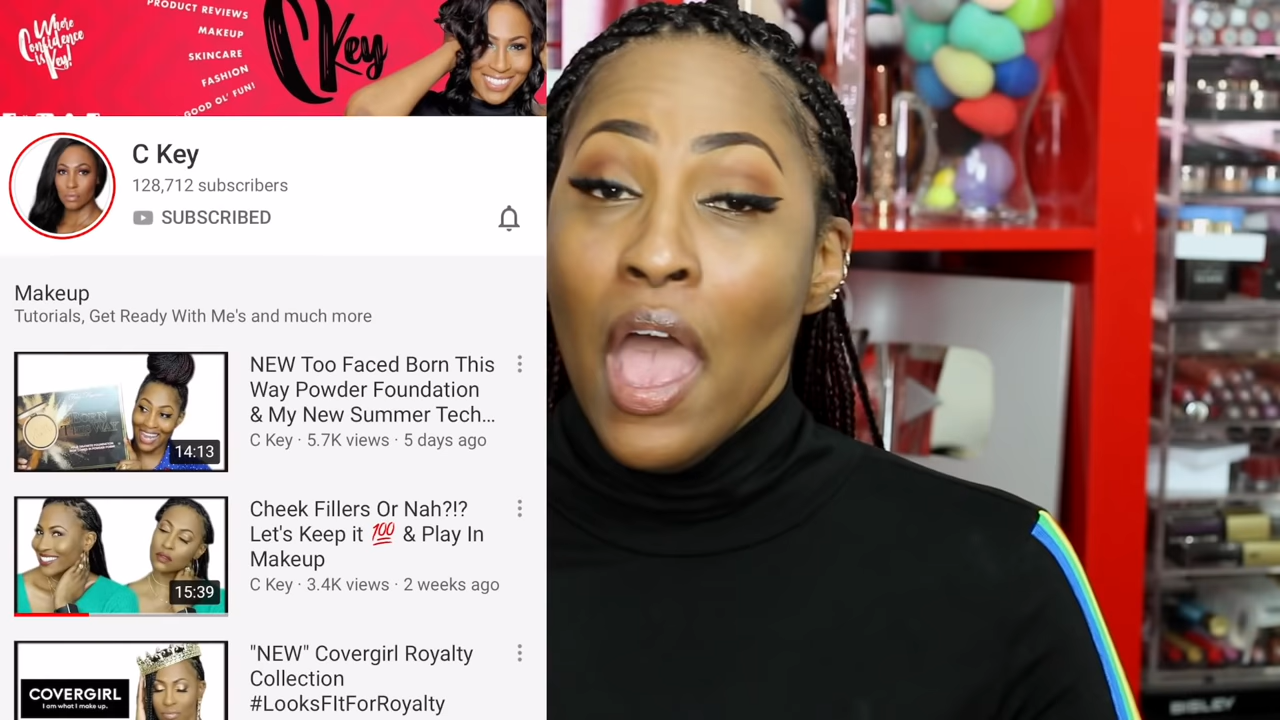 Where
Confidence
is
Key!
PRODUCT REVIEWS
MAKEUP
SKINCARE
FASHION
GOOD OL' FUN!
C Key
C Key
128,712 subscribers
SUBSCRIBED
Makeup
Tutorials, Get Ready With Me's and much more
NEW Too Faced Born This
Way Powder Foundation
& My New Summer Tech...
C Key · 5.7K views · 5 days ago
14:13
Cheek Fillers Or Nah?!?
Let's Keep it 💯 & Play In
Makeup
C Key · 3.4K views · 2 weeks ago
15:39
"NEW" Covergirl Royalty
Collection
#LooksFItForRoyalty
COVERGIRL
I am what I make up.
BISLEY